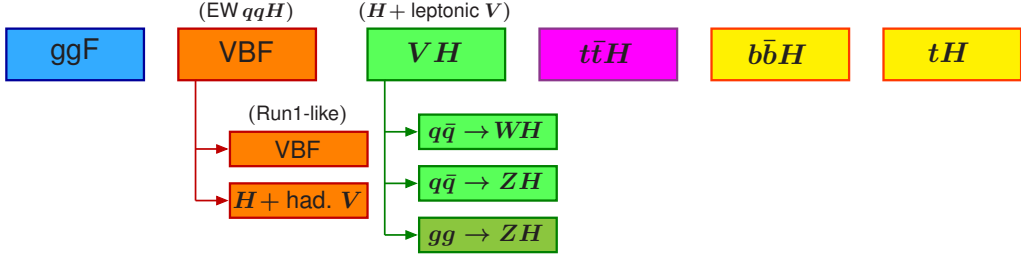 (EW qqH) (H + leptonic V)
ggF VBF VH tt̄H bb̄H tH
(Run1-like)
VBF
H + had. V
qq̄ → WH
qq̄ → ZH
gg → ZH